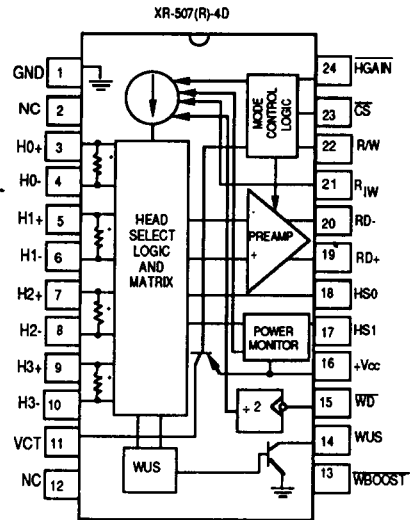 XR-507(R)-4D
GND 1
NC 2
H0+ 3
H0- 4
H1+ 5
H1- 6
H2+ 7
H2- 8
H3+ 9
H3- 10
VCT 11
NC 12
HEAD
SELECT
LOGIC
AND
MATRIX
WUS
MODE
CONTROL
LOGIC
-
PREAMP
+
POWER
MONITOR
÷ 2
24 HGAIN
23 CS
22 R/W
21 RIW
20 RD-
19 RD+
18 HS0
17 HS1
16 +Vcc
15 WD
14 WUS
13 WBOOST